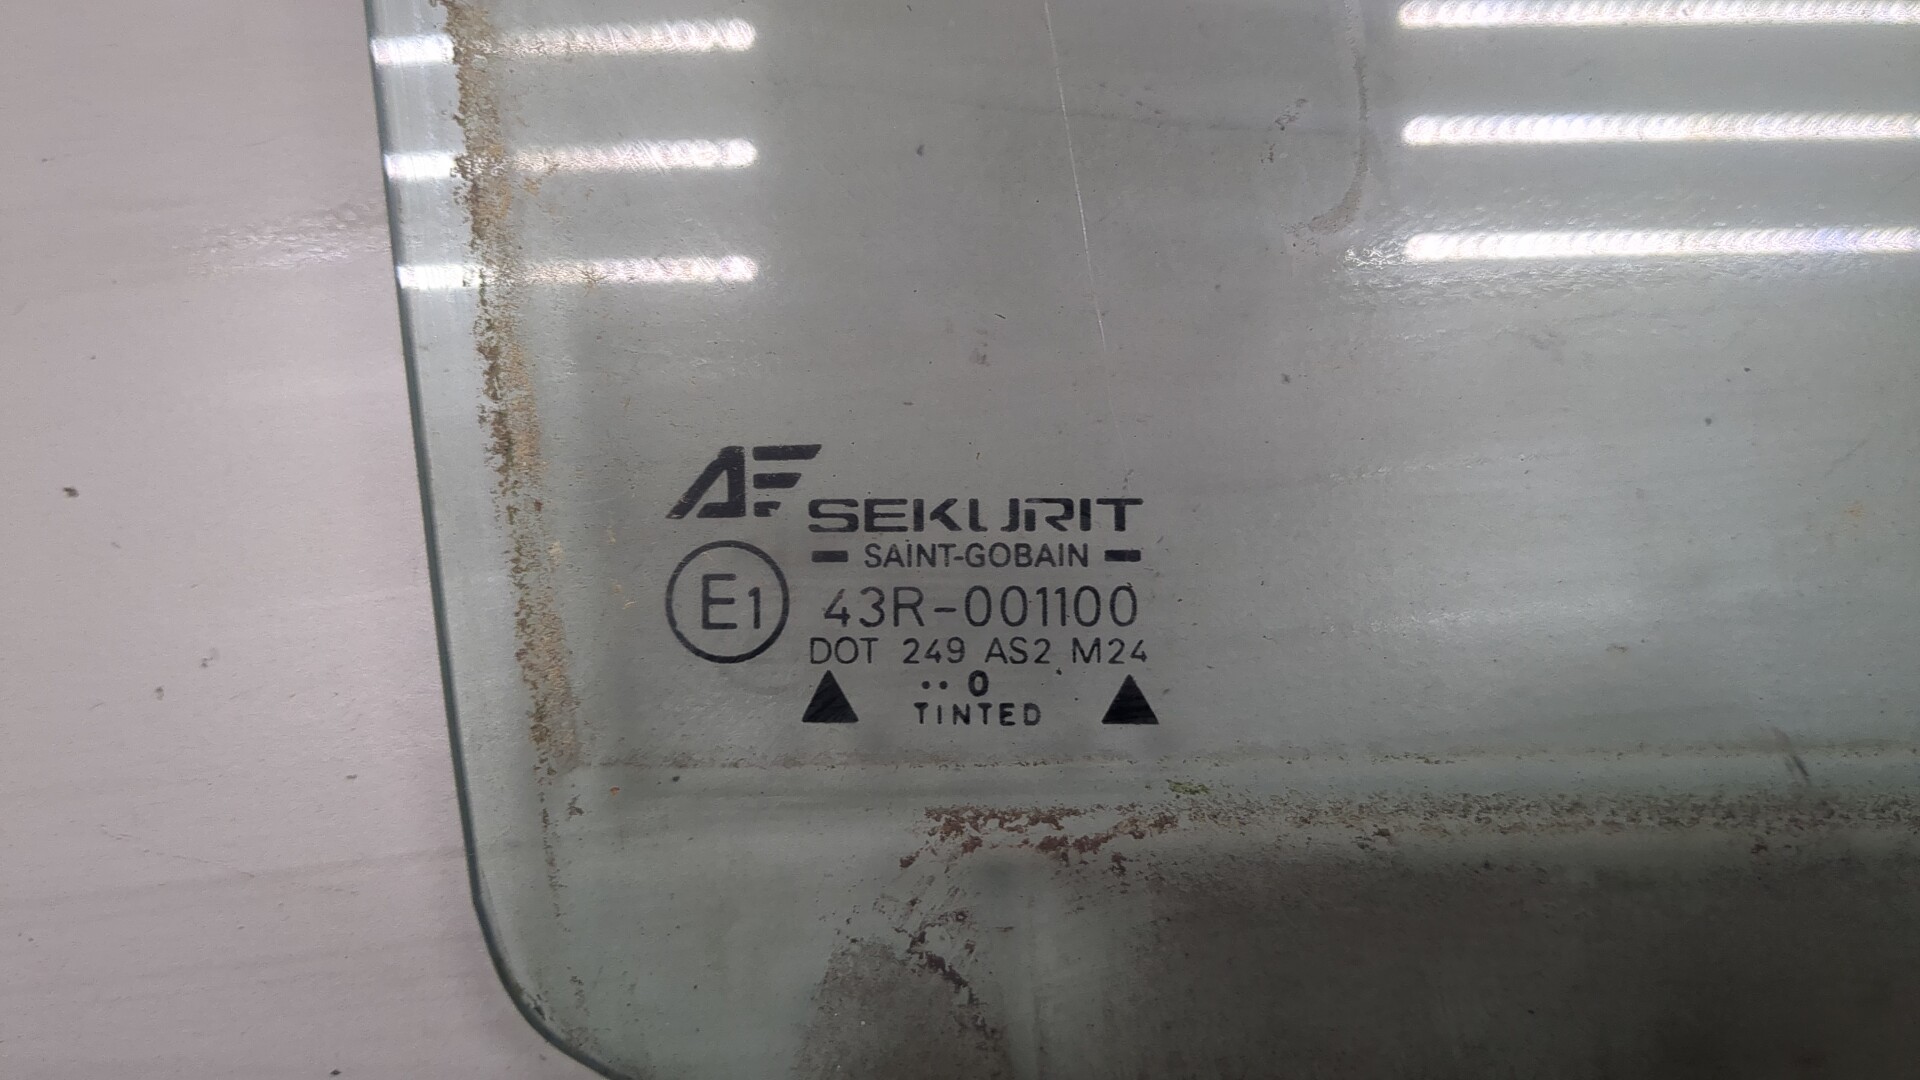 AF SEKURIT
SAINT-GOBAIN
E1 43R-001100
DOT 249 AS2 M24
..0
TINTED